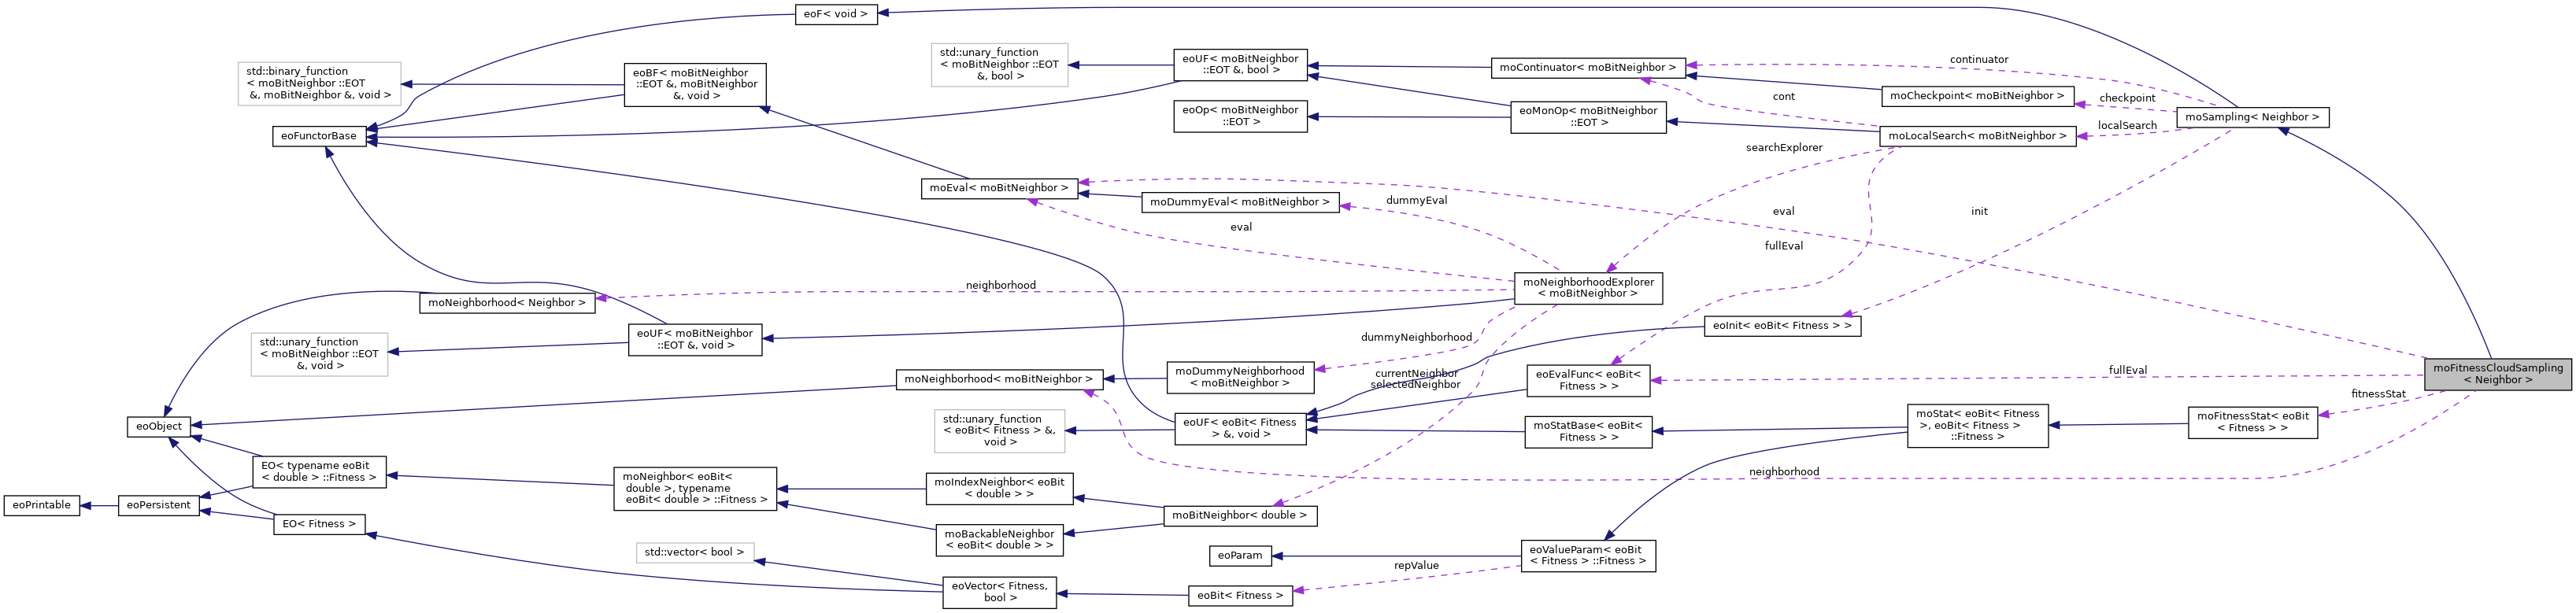 eoF< void >
std::unary_function
< moBitNeighbor ::EOT
&, bool >
eoUF< moBitNeighbor
::EOT &, bool >
moContinuator< moBitNeighbor >
continuator
std::binary_function
< moBitNeighbor ::EOT
&, moBitNeighbor &, void >
eoBF< moBitNeighbor
::EOT &, moBitNeighbor
&, void >
moCheckpoint< moBitNeighbor >
checkpoint
cont
eoOp< moBitNeighbor
::EOT >
eoMonOp< moBitNeighbor
::EOT >
moSampling< Neighbor >
localSearch
eoFunctorBase
moLocalSearch< moBitNeighbor >
searchExplorer
moEval< moBitNeighbor >
moDummyEval< moBitNeighbor >
dummyEval
eval
eval
init
fullEval
moNeighborhoodExplorer
< moBitNeighbor >
neighborhood
moNeighborhood< Neighbor >
eoInit< eoBit< Fitness > >
std::unary_function
< moBitNeighbor ::EOT
&, void >
eoUF< moBitNeighbor
::EOT &, void >
dummyNeighborhood
moNeighborhood< moBitNeighbor >
moDummyNeighborhood
< moBitNeighbor >
currentNeighbor
selectedNeighbor
eoEvalFunc< eoBit<
Fitness > >
fullEval
moFitnessCloudSampling
< Neighbor >
fitnessStat
eoObject
std::unary_function
< eoBit< Fitness > &,
void >
eoUF< eoBit< Fitness
> &, void >
moStatBase< eoBit<
Fitness > >
moStat< eoBit< Fitness
>, eoBit< Fitness >
::Fitness >
moFitnessStat< eoBit
< Fitness > >
EO< typename eoBit
< double > ::Fitness >
moNeighbor< eoBit<
double >, typename
eoBit< double > ::Fitness >
moIndexNeighbor< eoBit
< double > >
neighborhood
eoPrintable
eoPersistent
EO< Fitness >
moBitNeighbor< double >
moBackableNeighbor
< eoBit< double > >
std::vector< bool >
eoParam
eoValueParam< eoBit
< Fitness > ::Fitness >
repValue
eoVector< Fitness,
bool >
eoBit< Fitness >